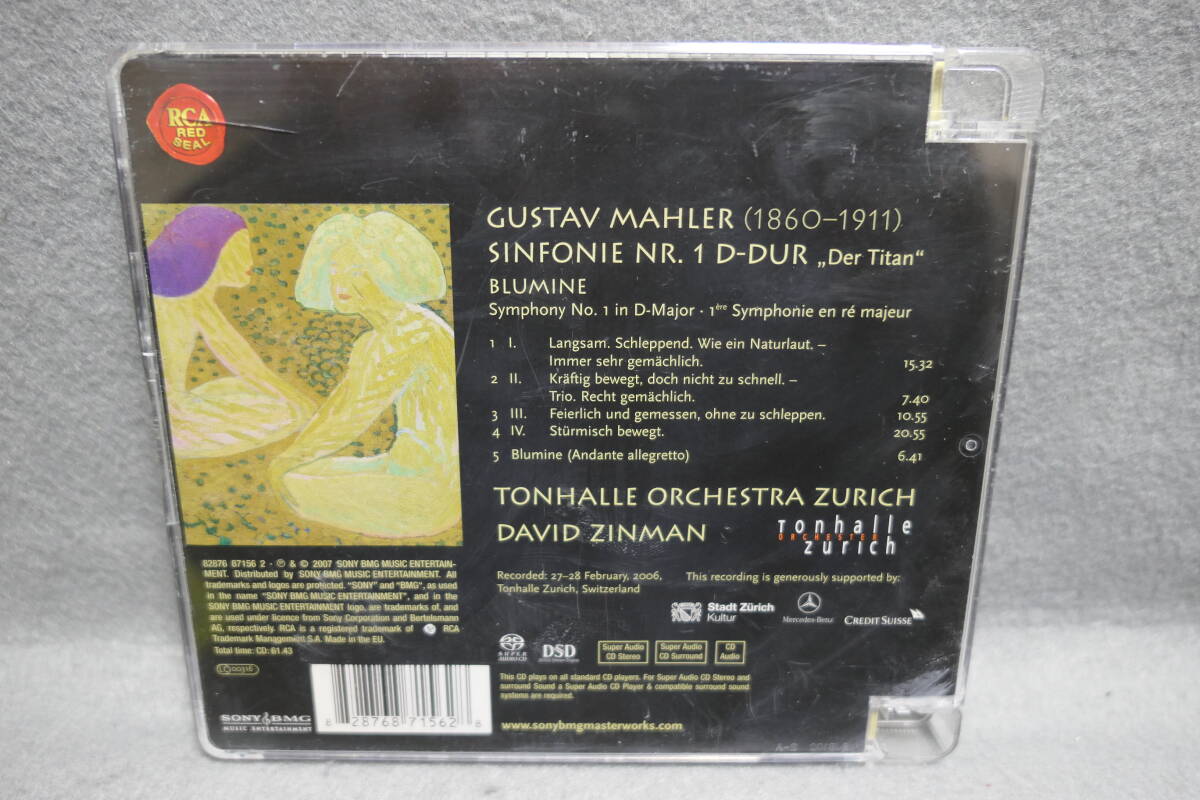 RCA
RED
SEAL
GUSTAV MAHLER (1860–1911)
SINFONIE NR. 1 D-DUR „Der Titan“
BLUMINE
Symphony No. 1 in D-Major · 1ère Symphonie en ré majeur
1 I. Langsam. Schleppend. Wie ein Naturlaut. –
Immer sehr gemächlich. 15.32
2 II. Kräftig bewegt, doch nicht zu schnell. –
Trio. Recht gemächlich. 7.40
3 III. Feierlich und gemessen, ohne zu schleppen. 10.55
4 IV. Stürmisch bewegt. 20.55
5 Blumine (Andante allegretto) 6.41
TONHALLE ORCHESTRA ZURICH
DAVID ZINMAN
Tonhalle
ORCHESTER
zurich
Recorded: 27–28 February, 2006,
Tonhalle Zurich, Switzerland
This recording is generously supported by:
Stadt Zürich
Kultur
Mercedes-Benz
CREDIT SUISSE
82876 87156 2 · ℗ & © 2007 SONY BMG MUSIC ENTERTAIN-
MENT. Distributed by SONY BMG MUSIC ENTERTAINMENT. All
trademarks and logos are protected. "SONY" and "BMG", as used
in the name "SONY BMG MUSIC ENTERTAINMENT", and in the
SONY BMG MUSIC ENTERTAINMENT logo, are trademarks of, and
are used under licence from Sony Corporation and Bertelsmann
AG, respectively. RCA is a registered trademark of RCA
Trademark Management S.A. Made in the EU.
Total time: CD: 61.43
LC 00316
SUPER
AUDIO CD
DSD
Super Audio
CD Stereo
Super Audio
CD Surround
CD
Audio
This CD plays on all standard CD players. For Super Audio CD Stereo and
surround Sound a Super Audio CD Player & compatible surround sound
systems are required.
SONY BMG
MUSIC ENTERTAINMENT
8 28768 71562 8
www.sonybmgmasterworks.com